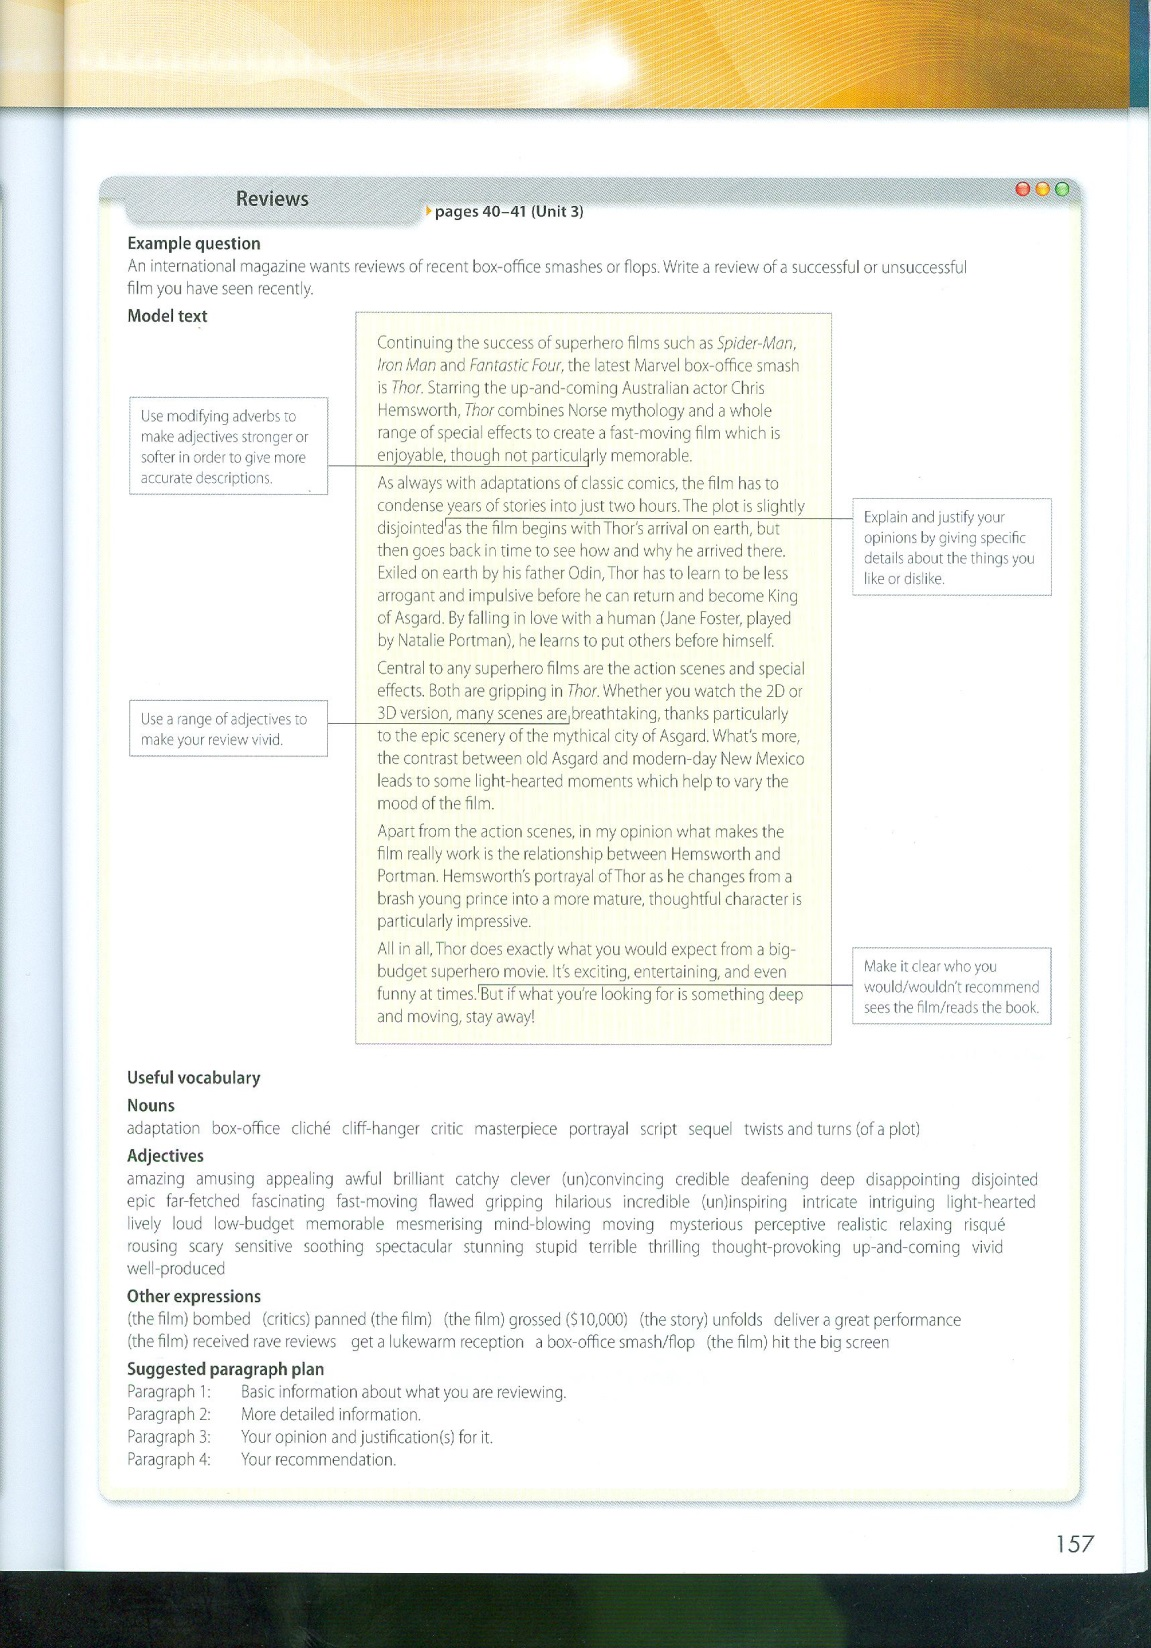 Reviews
pages 40–41 (Unit 3)
Example question
An international magazine wants reviews of recent box-office smashes or flops. Write a review of a successful or unsuccessful
film you have seen recently.
Model text
Continuing the success of superhero films such as Spider-Man,
Iron Man and Fantastic Four, the latest Marvel box-office smash
is Thor. Starring the up-and-coming Australian actor Chris
Hemsworth, Thor combines Norse mythology and a whole
range of special effects to create a fast-moving film which is
enjoyable, though not particularly memorable.
Use modifying adverbs to
make adjectives stronger or
softer in order to give more
accurate descriptions.
As always with adaptations of classic comics, the film has to
condense years of stories into just two hours. The plot is slightly
disjointed as the film begins with Thor's arrival on earth, but
then goes back in time to see how and why he arrived there.
Exiled on earth by his father Odin, Thor has to learn to be less
arrogant and impulsive before he can return and become King
of Asgard. By falling in love with a human (Jane Foster, played
by Natalie Portman), he learns to put others before himself.
Explain and justify your
opinions by giving specific
details about the things you
like or dislike.
Central to any superhero films are the action scenes and special
effects. Both are gripping in Thor. Whether you watch the 2D or
3D version, many scenes are breathtaking, thanks particularly
to the epic scenery of the mythical city of Asgard. What's more,
the contrast between old Asgard and modern-day New Mexico
leads to some light-hearted moments which help to vary the
mood of the film.
Use a range of adjectives to
make your review vivid.
Apart from the action scenes, in my opinion what makes the
film really work is the relationship between Hemsworth and
Portman. Hemsworth's portrayal of Thor as he changes from a
brash young prince into a more mature, thoughtful character is
particularly impressive.
All in all, Thor does exactly what you would expect from a big-
budget superhero movie. It's exciting, entertaining, and even
funny at times. But if what you're looking for is something deep
and moving, stay away!
Make it clear who you
would/wouldn't recommend
sees the film/reads the book.
Useful vocabulary
Nouns
adaptation box-office cliché cliff-hanger critic masterpiece portrayal script sequel twists and turns (of a plot)
Adjectives
amazing amusing appealing awful brilliant catchy clever (un)convincing credible deafening deep disappointing disjointed
epic far-fetched fascinating fast-moving flawed gripping hilarious incredible (un)inspiring intricate intriguing light-hearted
lively loud low-budget memorable mesmerising mind-blowing moving mysterious perceptive realistic relaxing risqué
rousing scary sensitive soothing spectacular stunning stupid terrible thrilling thought-provoking up-and-coming vivid
well-produced
Other expressions
(the film) bombed (critics) panned (the film) (the film) grossed ($10,000) (the story) unfolds deliver a great performance
(the film) received rave reviews get a lukewarm reception a box-office smash/flop (the film) hit the big screen
Suggested paragraph plan
Paragraph 1: Basic information about what you are reviewing.
Paragraph 2: More detailed information.
Paragraph 3: Your opinion and justification(s) for it.
Paragraph 4: Your recommendation.
157